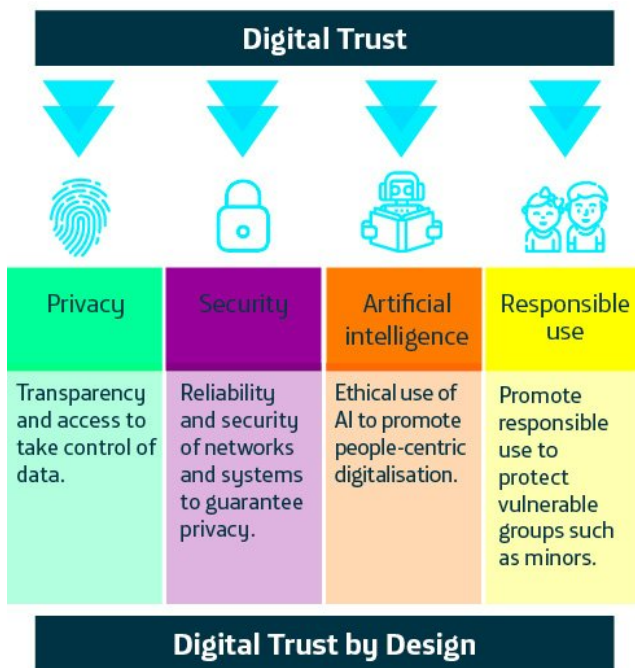 Digital Trust
Privacy
Transparency
and access to
take control of
data.
Security
Reliability
and security
of networks
and systems
to guarantee
privacy.
Artificial
intelligence
Ethical use of
AI to promote
people-centric
digitalisation.
Responsible
use
Promote
responsible
use to
protect
vulnerable
groups such
as minors.
Digital Trust by Design